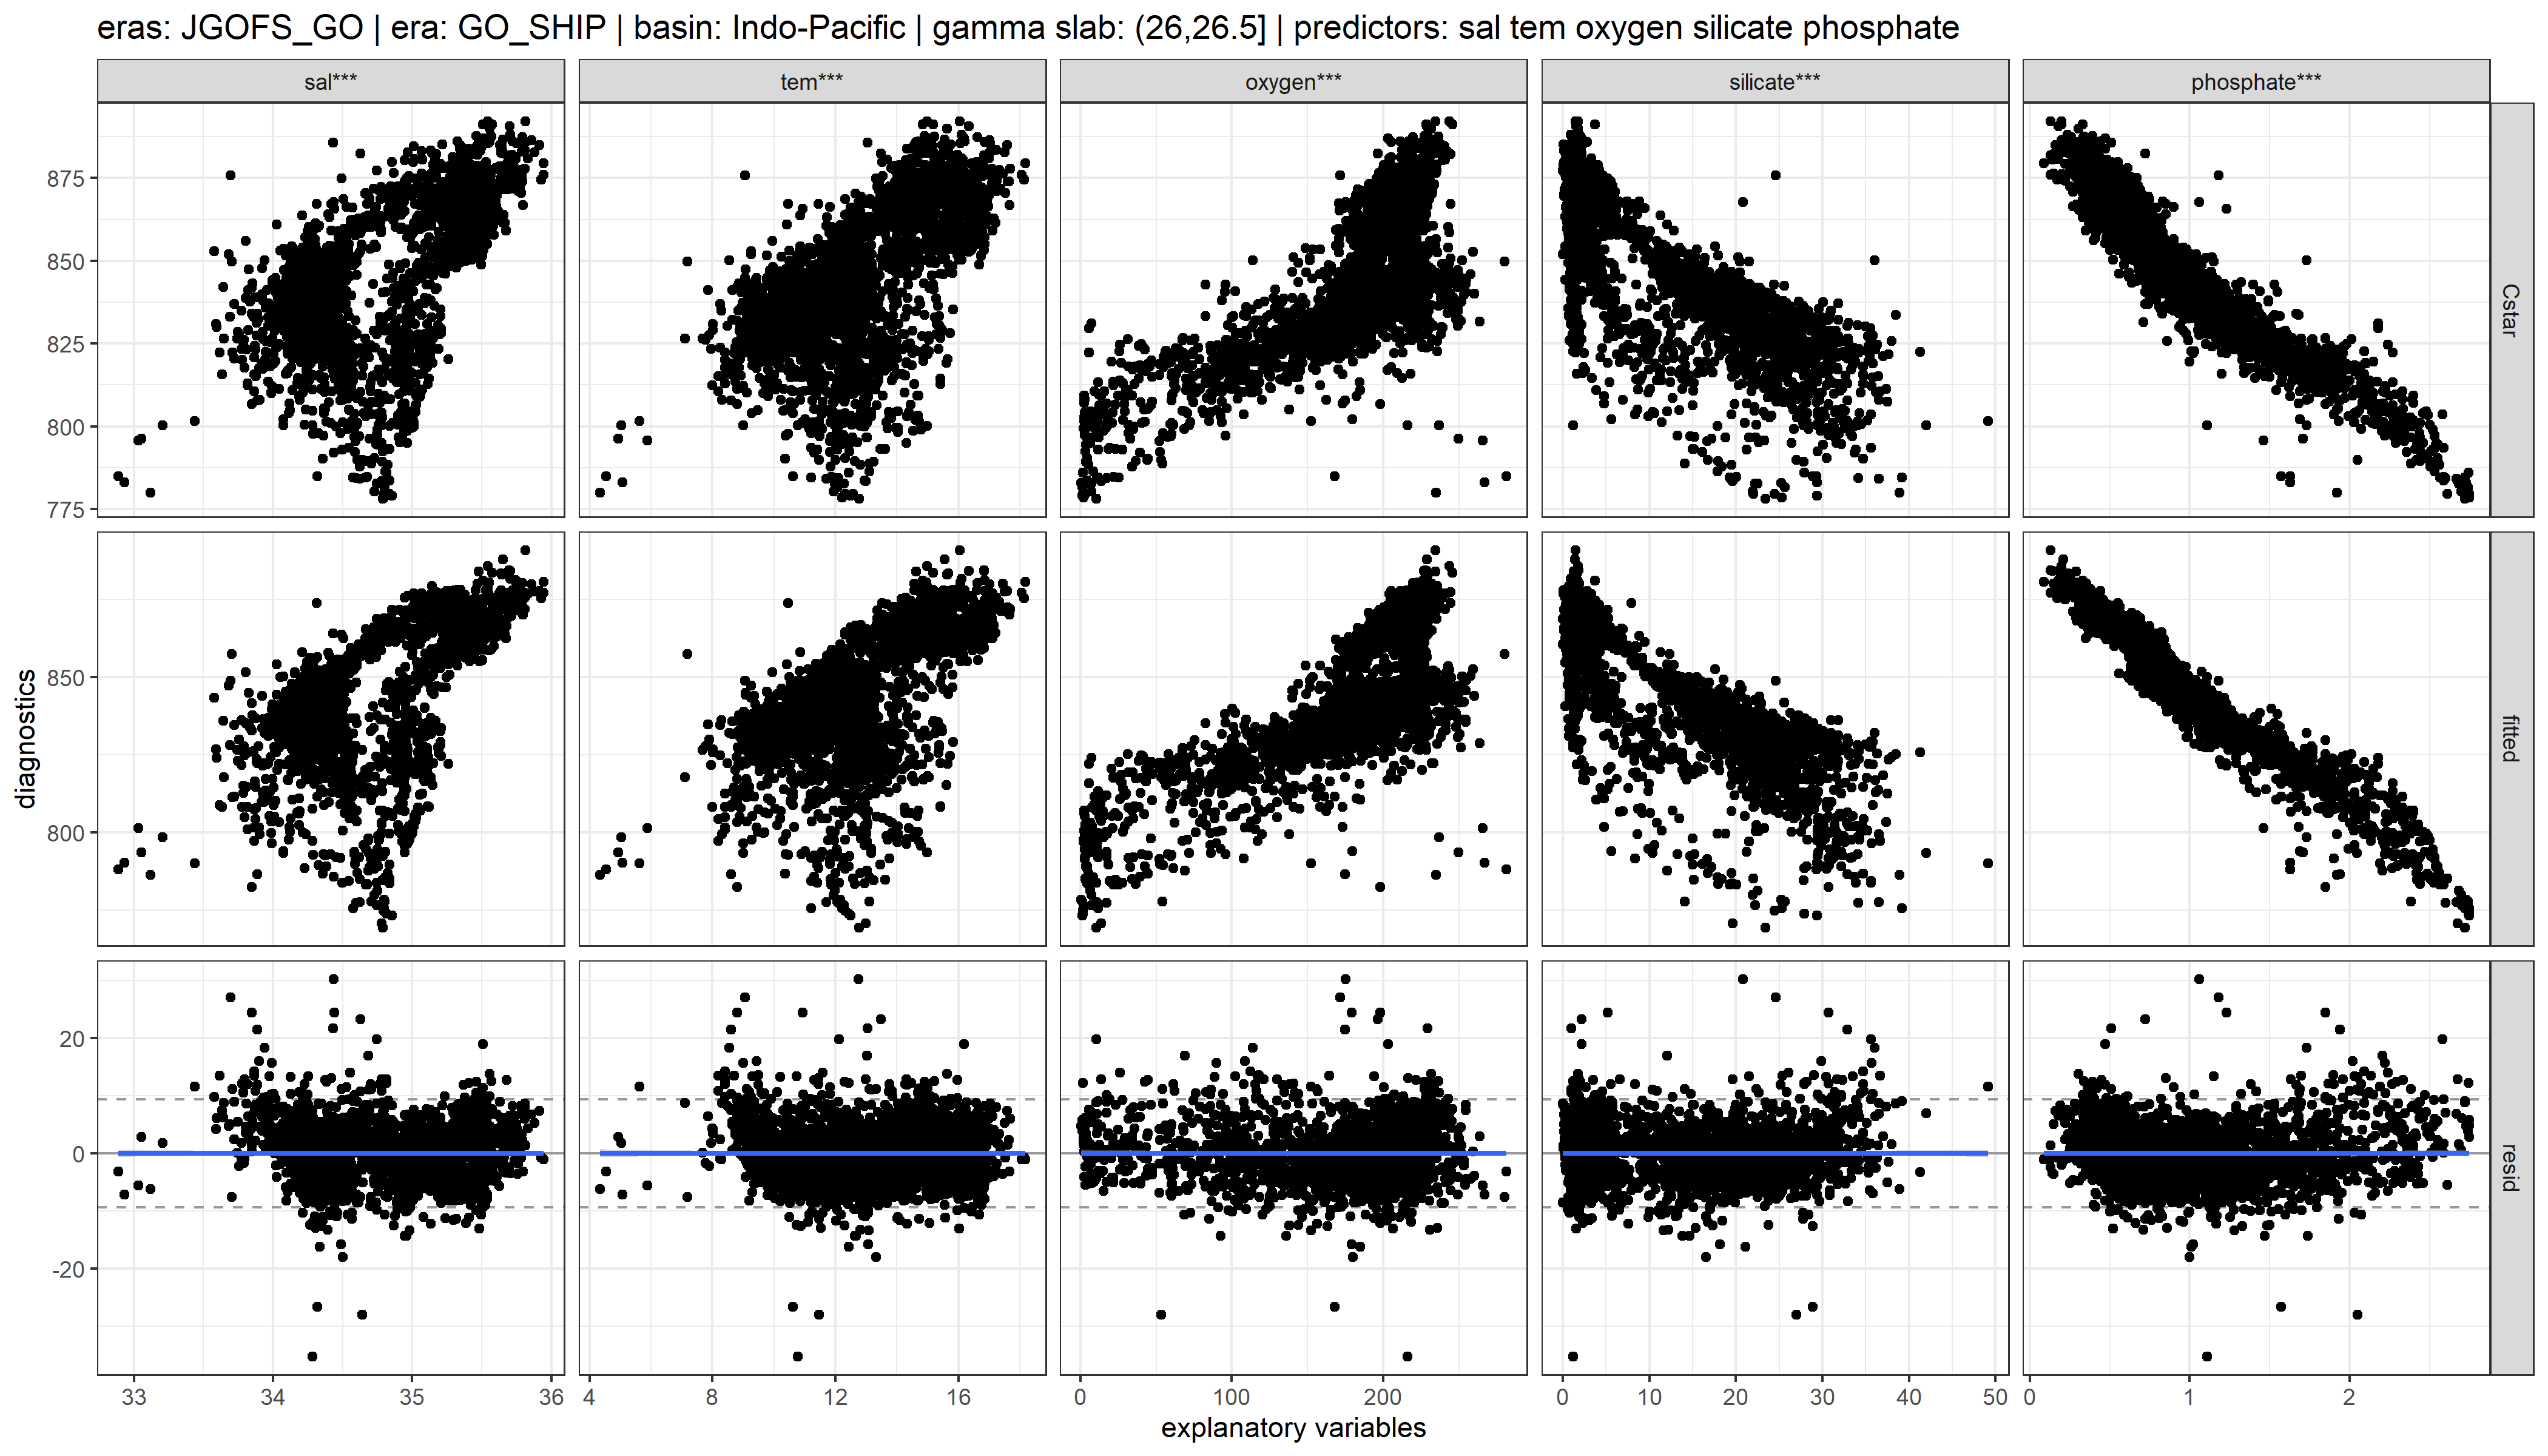 eras: JGOFS_GO | era: GO_SHIP | basin: Indo-Pacific | gamma slab: (26,26.5] | predictors: sal tem oxygen silicate phosphate
sal*** tem*** oxygen*** silicate*** phosphate***
875
850
825
800
775
Cstar
850
800
fitted
diagnostics
20
0
-20
resid
33 34 35 36 4 8 12 16 0 100 200 0 10 20 30 40 50 0 1 2
explanatory variables